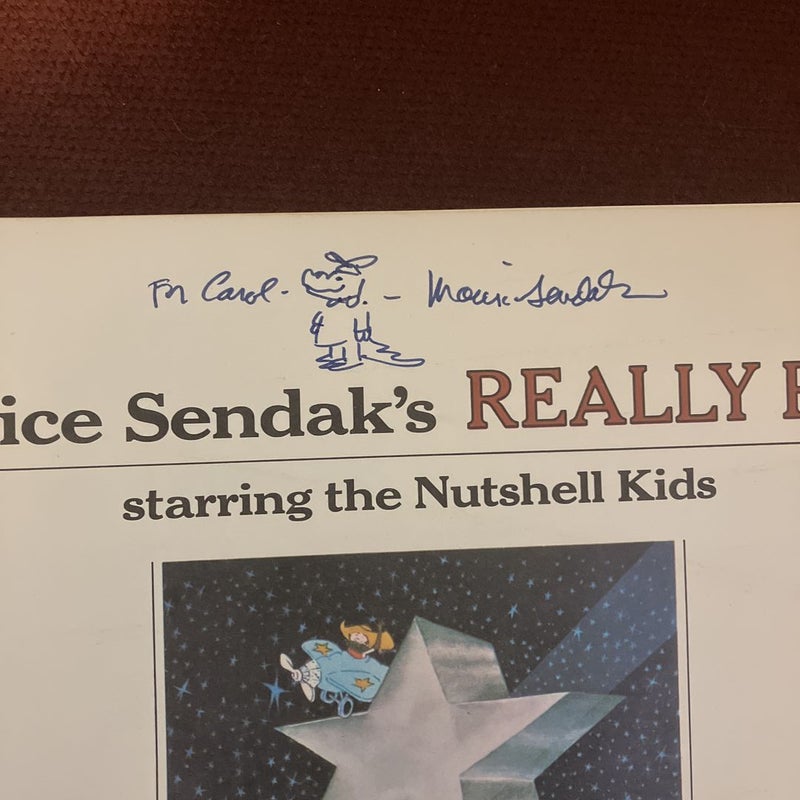 For Carol - - Maurice Sendak
ice Sendak's REALLY
starring the Nutshell Kids